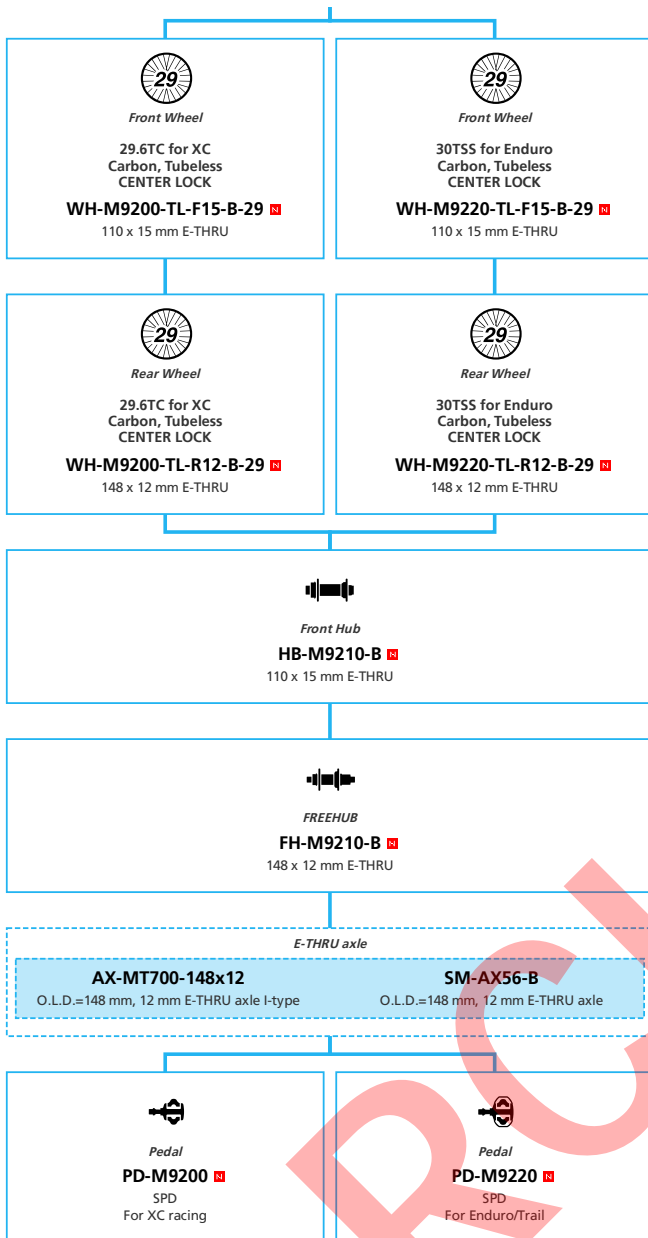 29
Front Wheel
29.6TC for XC
Carbon, Tubeless
CENTER LOCK
WH-M9200-TL-F15-B-29 N
110 x 15 mm E-THRU
29
Front Wheel
30TSS for Enduro
Carbon, Tubeless
CENTER LOCK
WH-M9220-TL-F15-B-29 N
110 x 15 mm E-THRU
29
Rear Wheel
29.6TC for XC
Carbon, Tubeless
CENTER LOCK
WH-M9200-TL-R12-B-29 N
148 x 12 mm E-THRU
29
Rear Wheel
30TSS for Enduro
Carbon, Tubeless
CENTER LOCK
WH-M9220-TL-R12-B-29 N
148 x 12 mm E-THRU
Front Hub
HB-M9210-B N
110 x 15 mm E-THRU
FREEHUB
FH-M9210-B N
148 x 12 mm E-THRU
E-THRU axle
AX-MT700-148x12
O.L.D.=148 mm, 12 mm E-THRU axle I-type
SM-AX56-B
O.L.D.=148 mm, 12 mm E-THRU axle
Pedal
PD-M9200 N
SPD
For XC racing
Pedal
PD-M9220 N
SPD
For Enduro/Trail